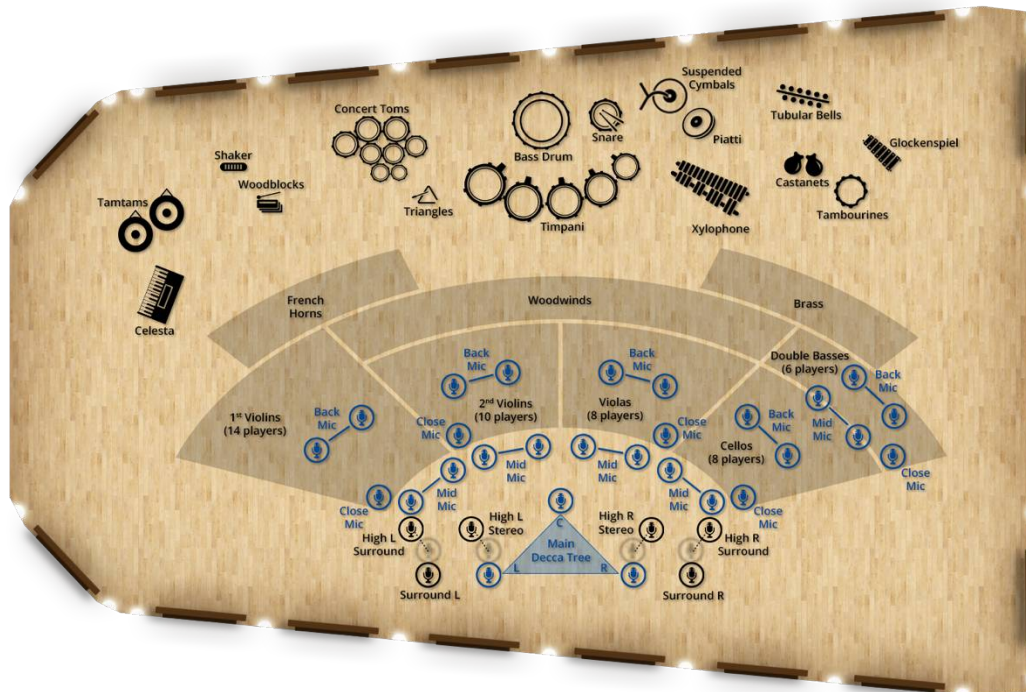 Suspended
Cymbals
Concert Toms
Tubular Bells
Snare
Piatti
Glockenspiel
Bass Drum
Shaker
Woodblocks
Castanets
Tamtams
Triangles
Tambourines
Timpani
Xylophone
Celesta
French
Horns
Woodwinds
Brass
1st Violins
(14 players)
Back
Mic
Back
Mic
2nd Violins
(10 players)
Close
Mic
Back
Mic
Violas
(8 players)
Close
Mic
Double Basses
(6 players)
Back
Mic
Back
Mic
Mid
Mic
Cellos
(8 players)
Close
Mic
Mid
Mic
Mid
Mic
Mid
Mic
Mid
Mic
Close
Mic
Close
Mic
High L
Surround
High L
Stereo
C
Main
Decca Tree
L
R
High R
Stereo
High R
Surround
Surround L
Surround R